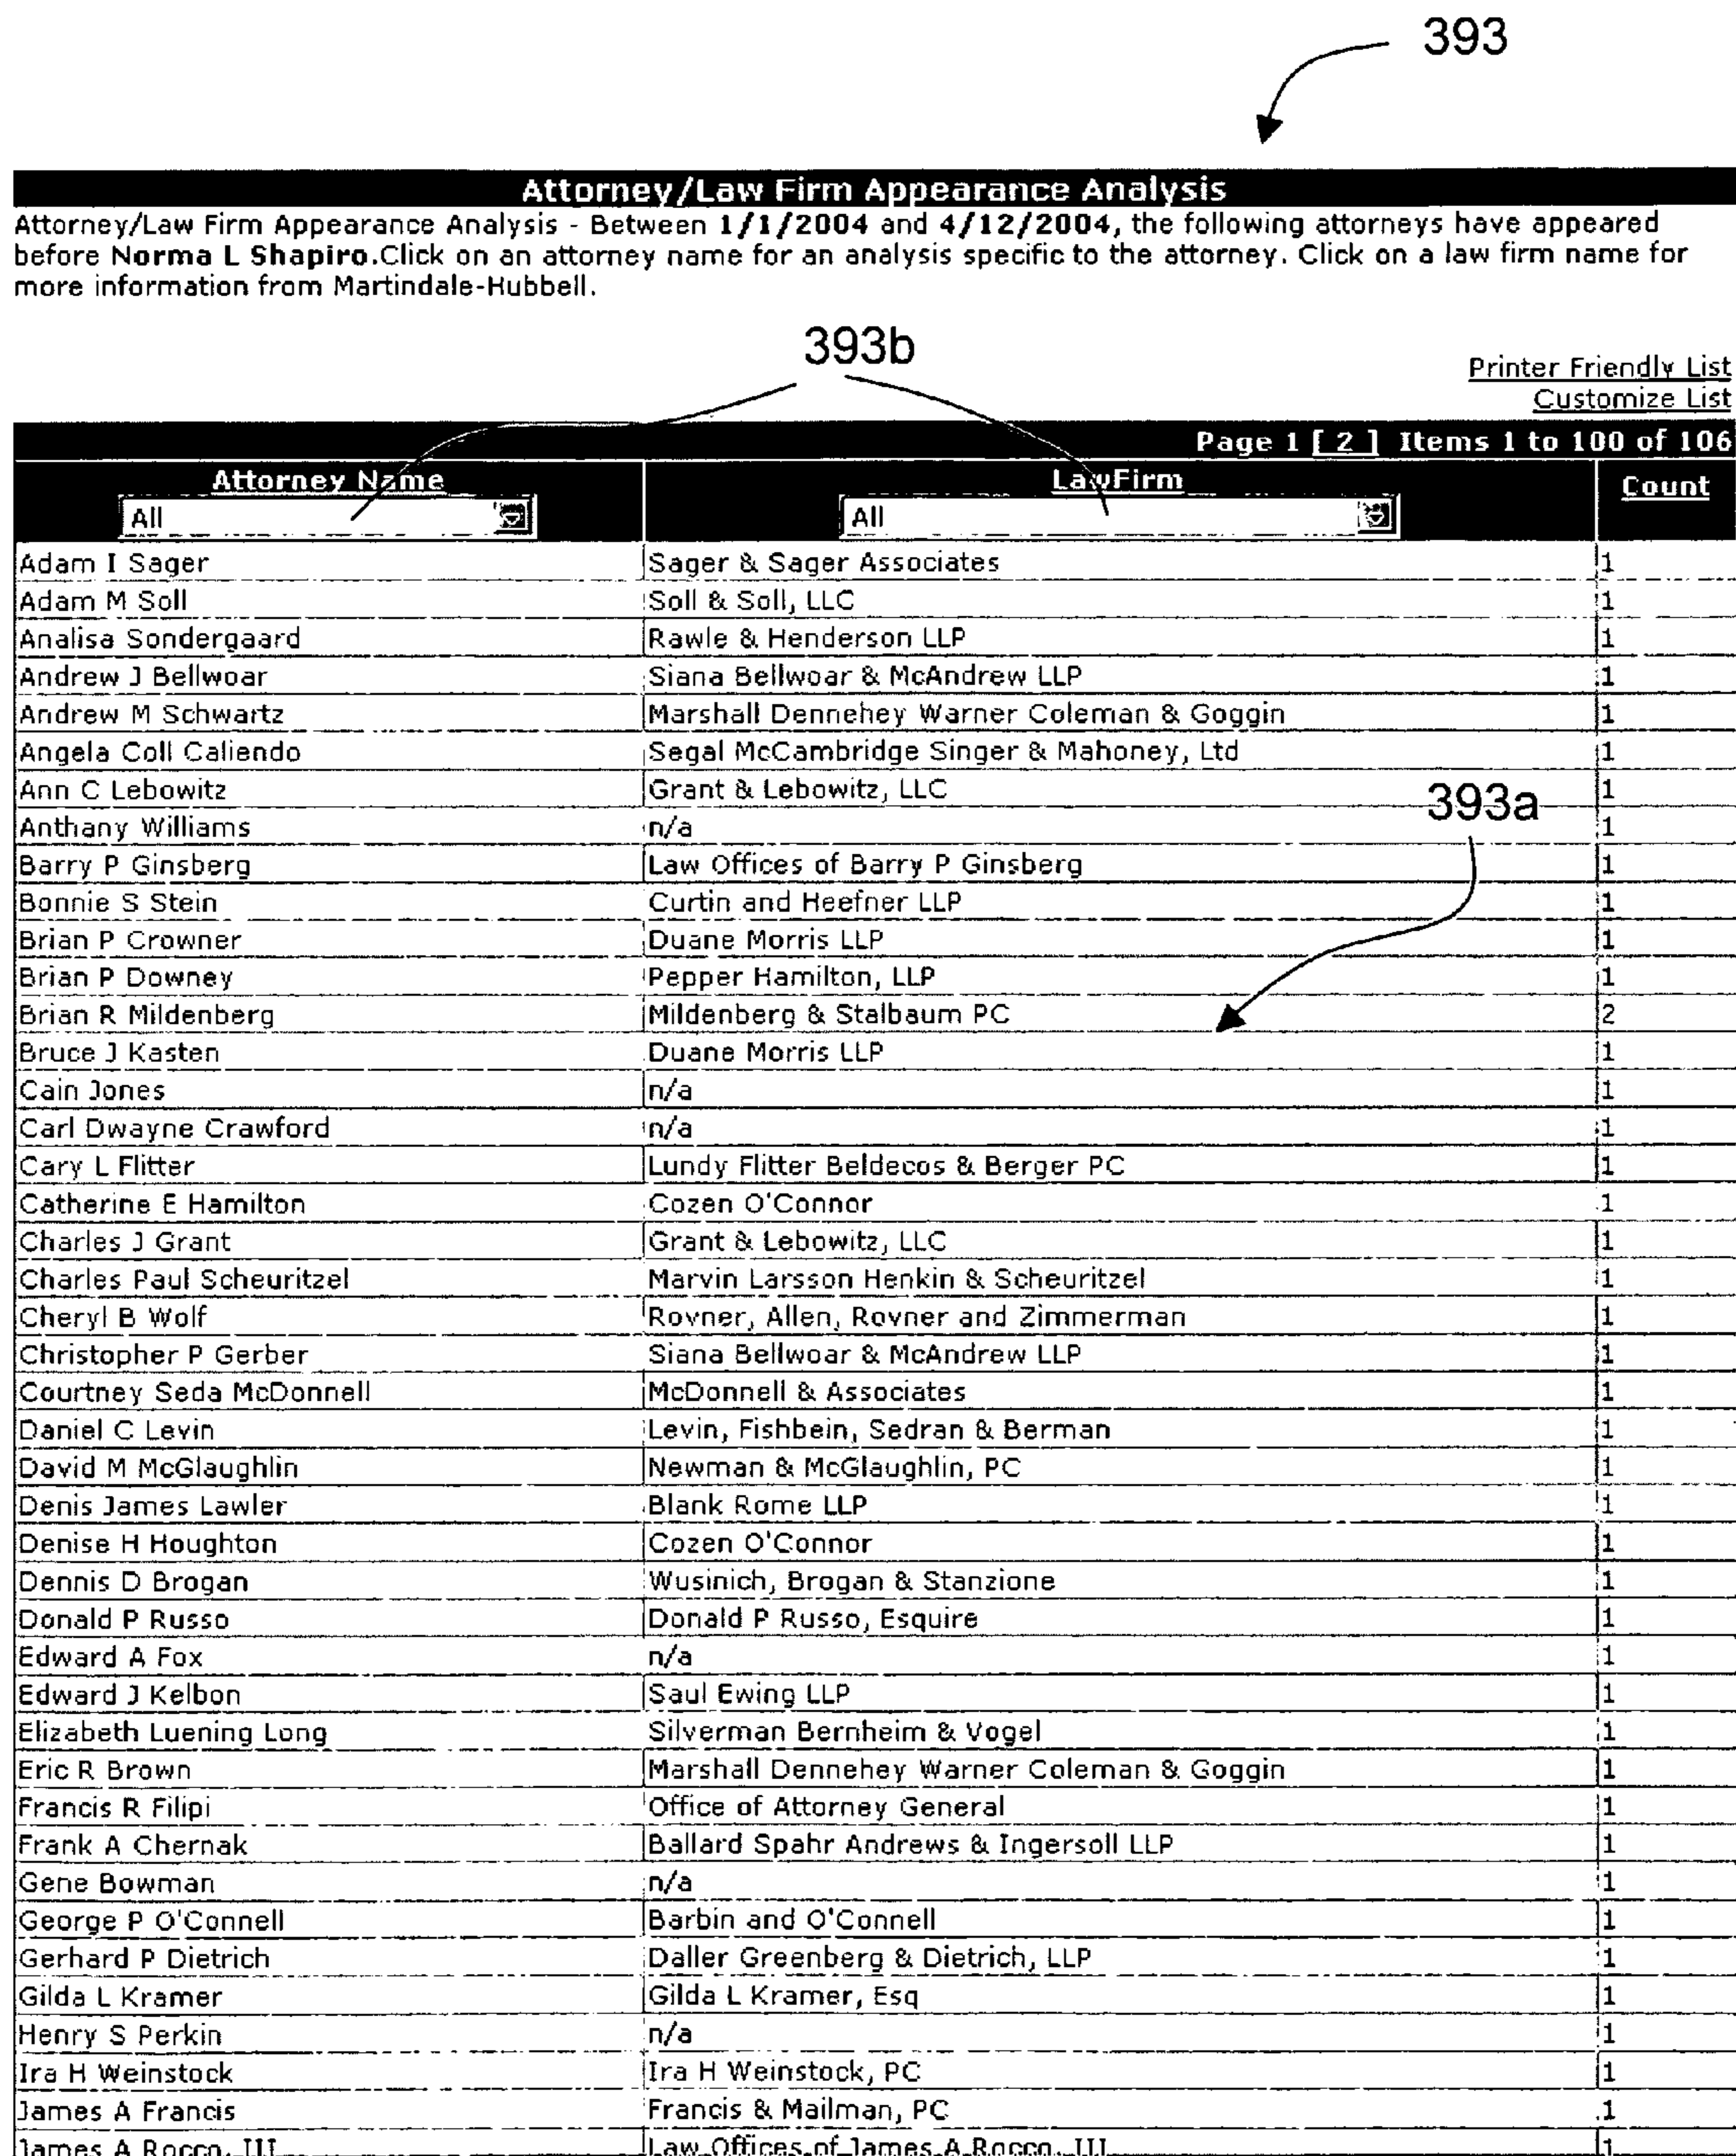 393
Attorney/Law Firm Appearance Analysis
Attorney/Law Firm Appearance Analysis - Between 1/1/2004 and 4/12/2004, the following attorneys have appeared
before Norma L Shapiro.Click on an attorney name for an analysis specific to the attorney. Click on a law firm name for
more information from Martindale-Hubbell.
393b
Printer Friendly List
Customize List
Page 1 [ 2 ] Items 1 to 100 of 106
Attorney Name LawFirm Count
All All
Adam I Sager Sager & Sager Associates 1
Adam M Soll Soll & Soll, LLC 1
Analisa Sondergaard Rawle & Henderson LLP 1
Andrew J Bellwoar Siana Bellwoar & McAndrew LLP 1
Andrew M Schwartz Marshall Dennehey Warner Coleman & Goggin 1
Angela Coll Caliendo Segal McCambridge Singer & Mahoney, Ltd 1
Ann C Lebowitz Grant & Lebowitz, LLC 1
393a
Anthany Williams n/a 1
Barry P Ginsberg Law Offices of Barry P Ginsberg 1
Bonnie S Stein Curtin and Heefner LLP 1
Brian P Crowner Duane Morris LLP 1
Brian P Downey Pepper Hamilton, LLP 1
Brian R Mildenberg Mildenberg & Stalbaum PC 2
Bruce J Kasten Duane Morris LLP 1
Cain Jones n/a 1
Carl Dwayne Crawford n/a 1
Cary L Flitter Lundy Flitter Beldecos & Berger PC 1
Catherine E Hamilton Cozen O'Connor 1
Charles J Grant Grant & Lebowitz, LLC 1
Charles Paul Scheuritzel Marvin Larsson Henkin & Scheuritzel 1
Cheryl B Wolf Rovner, Allen, Rovner and Zimmerman 1
Christopher P Gerber Siana Bellwoar & McAndrew LLP 1
Courtney Seda McDonnell McDonnell & Associates 1
Daniel C Levin Levin, Fishbein, Sedran & Berman 1
David M McGlaughlin Newman & McGlaughlin, PC 1
Denis James Lawler Blank Rome LLP 1
Denise H Houghton Cozen O'Connor 1
Dennis D Brogan Wusinich, Brogan & Stanzione 1
Donald P Russo Donald P Russo, Esquire 1
Edward A Fox n/a 1
Edward J Kelbon Saul Ewing LLP 1
Elizabeth Luening Long Silverman Bernheim & Vogel 1
Eric R Brown Marshall Dennehey Warner Coleman & Goggin 1
Francis R Filipi Office of Attorney General 1
Frank A Chernak Ballard Spahr Andrews & Ingersoll LLP 1
Gene Bowman n/a 1
George P O'Connell Barbin and O'Connell 1
Gerhard P Dietrich Daller Greenberg & Dietrich, LLP 1
Gilda L Kramer Gilda L Kramer, Esq 1
Henry S Perkin n/a 1
Ira H Weinstock Ira H Weinstock, PC 1
James A Francis Francis & Mailman, PC 1
James A Rocco, III Law Offices of James A Rocco, III 1